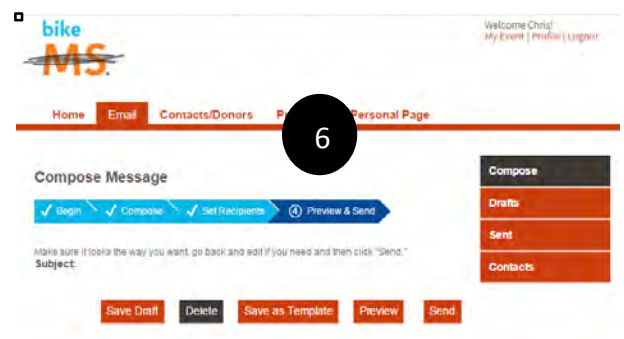 bike
MS.
Welcome Chris!
My Event | Profile | Logout
Home Email Contacts/Donors Personal Page
6
Compose Message
Begin Compose Set Recipients 4 Preview & Send
Make sure it looks the way you want, go back and edit if you need and then click "Send."
Subject:
Save Draft Delete Save as Template Preview Send
Compose
Drafts
Sent
Contacts